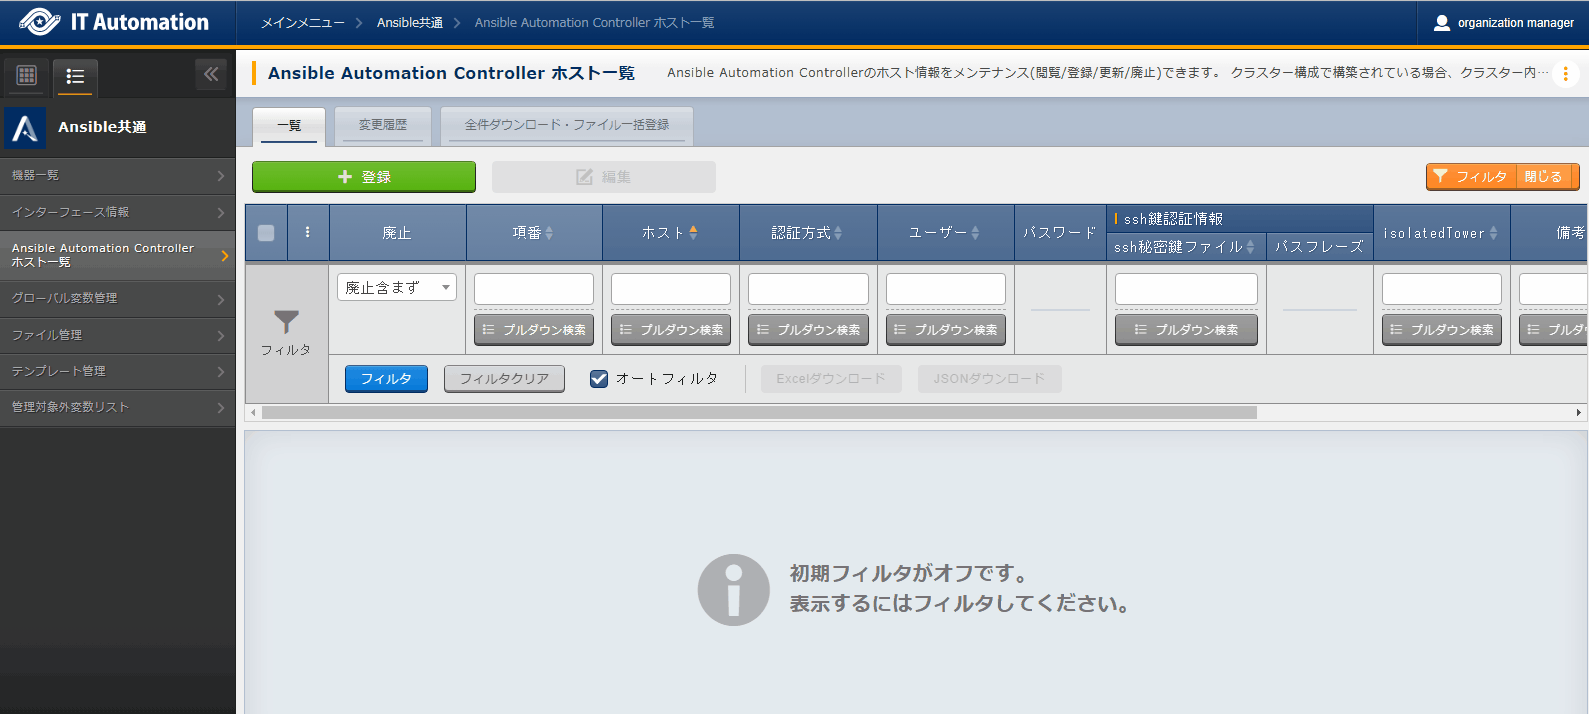 IT Automation
メインメニュー
Ansible共通
Ansible Automation Controller ホスト一覧
organization manager
Ansible共通
機器一覧
インターフェース情報
Ansible Automation Controller
ホスト一覧
グローバル変数管理
ファイル管理
テンプレート管理
管理対象外変数リスト
Ansible Automation Controller ホスト一覧
Ansible Automation Controllerのホスト情報をメンテナンス(閲覧/登録/更新/廃止)できます。 クラスター構成で構築されている場合、クラスター内…
一覧
変更履歴
全件ダウンロード・ファイル一括登録
登録
編集
フィルタ
閉じる
廃止
項番
ホスト
認証方式
ユーザー
パスワード
ssh鍵認証情報
ssh秘密鍵ファイル
パスフレーズ
isolatedTower
備考
フィルタ
廃止含まず
プルダウン検索
プルダウン検索
プルダウン検索
プルダウン検索
プルダウン検索
プルダウン検索
プルダ
フィルタ
フィルタクリア
オートフィルタ
Excelダウンロード
JSONダウンロード
初期フィルタがオフです。
表示するにはフィルタしてください。